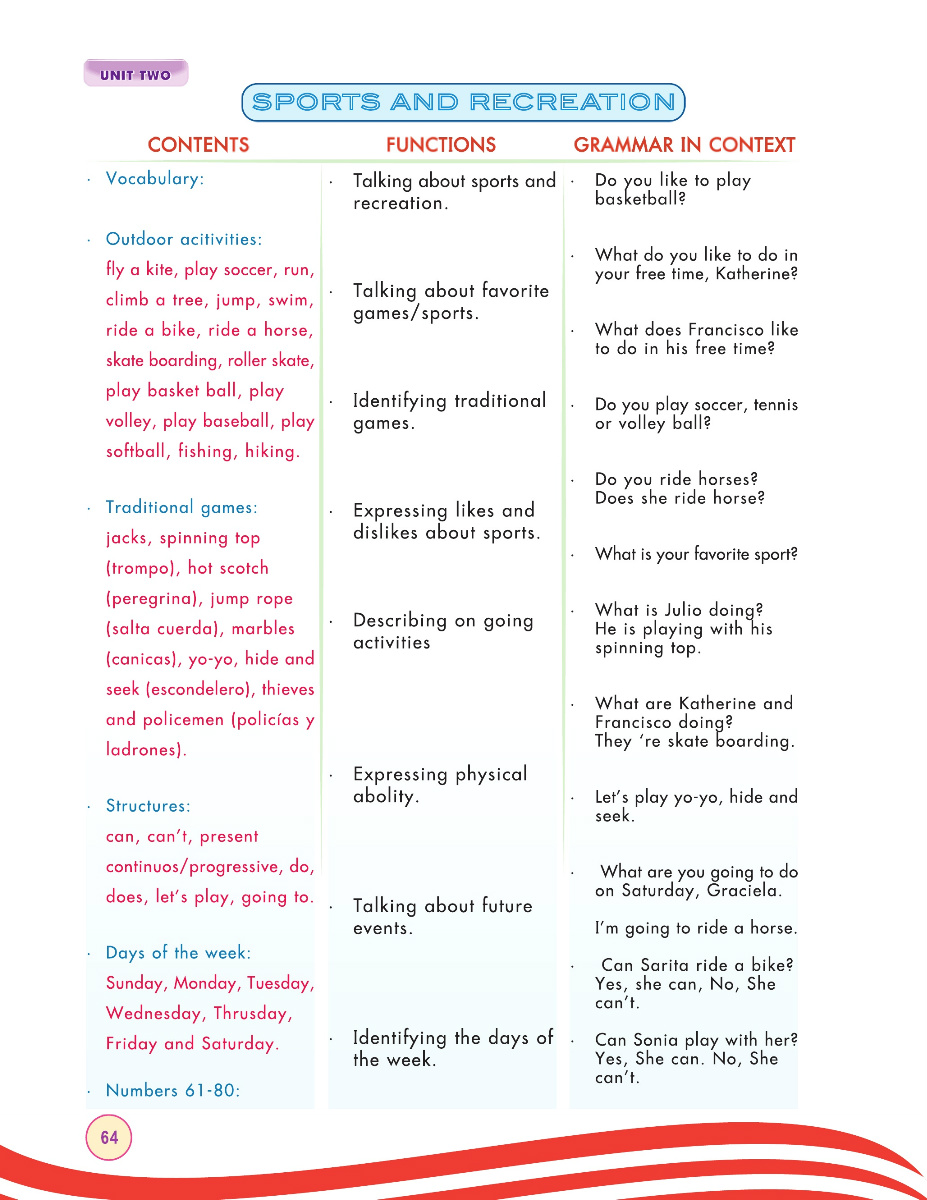 UNIT TWO
SPORTS AND RECREATION
CONTENTS
· Vocabulary:
· Outdoor acitivities:
fly a kite, play soccer, run,
climb a tree, jump, swim,
ride a bike, ride a horse,
skate boarding, roller skate,
play basket ball, play
volley, play baseball, play
softball, fishing, hiking.
· Traditional games:
jacks, spinning top
(trompo), hot scotch
(peregrina), jump rope
(salta cuerda), marbles
(canicas), yo-yo, hide and
seek (escondelero), thieves
and policemen (policías y
ladrones).
· Structures:
can, can't, present
continuos/progressive, do,
does, let's play, going to.
· Days of the week:
Sunday, Monday, Tuesday,
Wednesday, Thrusday,
Friday and Saturday.
· Numbers 61-80:
FUNCTIONS
· Talking about sports and
recreation.
· Talking about favorite
games/sports.
· Identifying traditional
games.
· Expressing likes and
dislikes about sports.
· Describing on going
activities
· Expressing physical
abolity.
· Talking about future
events.
· Identifying the days of
the week.
GRAMMAR IN CONTEXT
· Do you like to play
basketball?
· What do you like to do in
your free time, Katherine?
· What does Francisco like
to do in his free time?
· Do you play soccer, tennis
or volley ball?
· Do you ride horses?
Does she ride horse?
· What is your favorite sport?
· What is Julio doing?
He is playing with his
spinning top.
· What are Katherine and
Francisco doing?
They 're skate boarding.
· Let's play yo-yo, hide and
seek.
· What are you going to do
on Saturday, Graciela.
I'm going to ride a horse.
· Can Sarita ride a bike?
Yes, she can, No, She
can't.
· Can Sonia play with her?
Yes, She can. No, She
can't.
64